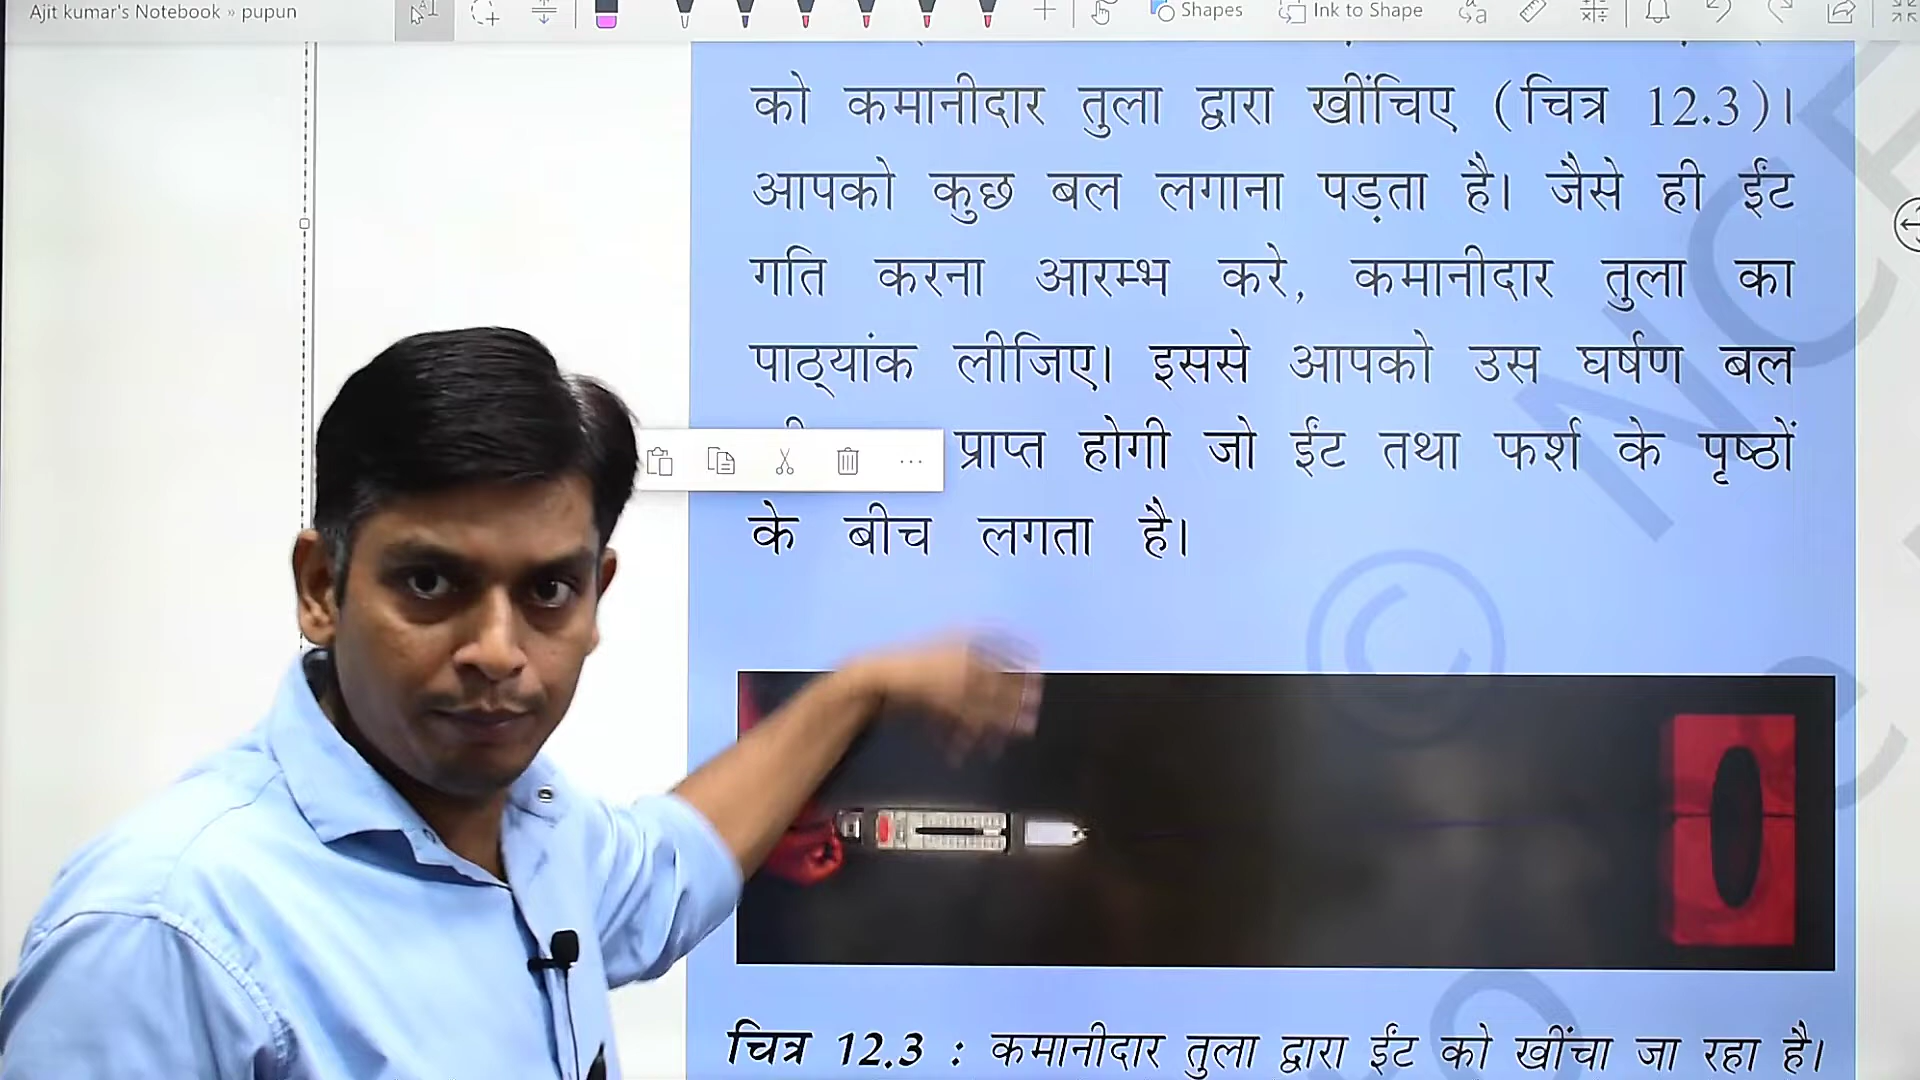 Ajit kumar's Notebook » pupun
Shapes
Ink to Shape
को कमानीदार तुला द्वारा खींचिए (चित्र 12.3)।
आपको कुछ बल लगाना पड़ता है। जैसे ही ईंट
गति करना आरम्भ करे, कमानीदार तुला का
पाठ्यांक लीजिए। इससे आपको उस घर्षण बल
प्राप्त होगी जो ईंट तथा फर्श के पृष्ठों
के बीच लगता है।
©
चित्र 12.3 : कमानीदार तुला द्वारा ईंट को खींचा जा रहा है।